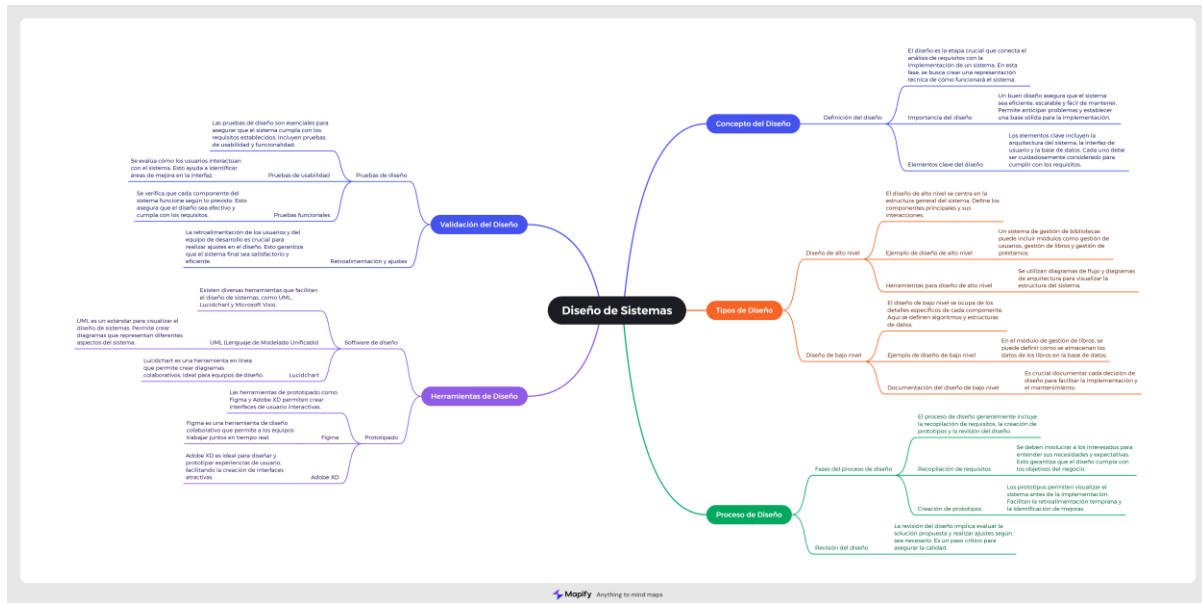 Diseño de Sistemas
Concepto del Diseño
Definición del diseño
El diseño es la etapa crucial que conecta el
análisis de requisitos con la
implementación de un sistema. En esta
fase, se busca crear una representación
técnica de cómo funcionará el sistema.
Importancia del diseño
Un buen diseño asegura que el sistema
sea eficiente, escalable y fácil de mantener.
Permite anticipar problemas y establecer
una base sólida para la implementación.
Elementos clave del diseño
Los elementos clave incluyen la
arquitectura del sistema, la interfaz de
usuario y la base de datos. Cada uno debe
ser cuidadosamente considerado para
cumplir con los requisitos.
Tipos de Diseño
Diseño de alto nivel
El diseño de alto nivel se centra en la
estructura general del sistema. Define los
componentes principales y sus
interacciones.
Ejemplo de diseño de alto nivel
Un sistema de gestión de bibliotecas
puede incluir módulos como gestión de
usuarios, gestión de libros y gestión de
préstamos.
Herramientas para diseño de alto nivel
Se utilizan diagramas de flujo y diagramas
de arquitectura para visualizar la
estructura del sistema.
Diseño de bajo nivel
El diseño de bajo nivel se ocupa de los
detalles específicos de cada componente.
Aquí se definen algoritmos y estructuras
de datos.
Ejemplo de diseño de bajo nivel
En el módulo de gestión de libros, se
puede definir cómo se almacenan los
datos de los libros en la base de datos.
Documentación del diseño de bajo nivel
Es crucial documentar cada decisión de
diseño para facilitar la implementación y
el mantenimiento.
Proceso de Diseño
Fases del proceso de diseño
El proceso de diseño generalmente incluye
la recopilación de requisitos, la creación de
prototipos y la revisión del diseño.
Recopilación de requisitos
Se deben involucrar a los interesados para
entender sus necesidades y expectativas.
Esto garantiza que el diseño cumpla con
los objetivos del negocio.
Creación de prototipos
Los prototipos permiten visualizar el
sistema antes de la implementación.
Facilitan la retroalimentación temprana y
la identificación de mejoras.
Revisión del diseño
La revisión del diseño implica evaluar la
solución propuesta y realizar ajustes según
sea necesario. Es un paso crítico para
asegurar la calidad.
Validación del Diseño
Pruebas de diseño
Las pruebas de diseño son esenciales para
asegurar que el sistema cumpla con los
requisitos establecidos. Incluyen pruebas
de usabilidad y funcionalidad.
Pruebas de usabilidad
Se evalúa cómo los usuarios interactúan
con el sistema. Esto ayuda a identificar
áreas de mejora en la interfaz.
Pruebas funcionales
Se verifica que cada componente del
sistema funcione según lo previsto. Esto
asegura que el diseño sea efectivo y
cumpla con los requisitos.
Retroalimentación y ajustes
La retroalimentación de los usuarios y del
equipo de desarrollo es crucial para
realizar ajustes en el diseño. Esto garantiza
que el sistema final sea satisfactorio y
eficiente.
Herramientas de Diseño
Software de diseño
Existen diversas herramientas que facilitan
el diseño de sistemas, como UML,
Lucidchart y Microsoft Visio.
UML (Lenguaje de Modelado Unificado)
UML es un estándar para visualizar el
diseño de sistemas. Permite crear
diagramas que representan diferentes
aspectos del sistema.
Lucidchart
Lucidchart es una herramienta en línea
que permite crear diagramas
colaborativos, ideal para equipos de diseño.
Prototipado
Las herramientas de prototipado como
Figma y Adobe XD permiten crear
interfaces de usuario interactivas.
Figma
Figma es una herramienta de diseño
colaborativo que permite a los equipos
trabajar juntos en tiempo real.
Adobe XD
Adobe XD es ideal para diseñar y
prototipar experiencias de usuario,
facilitando la creación de interfaces
atractivas.
Mapify Anything to mind maps